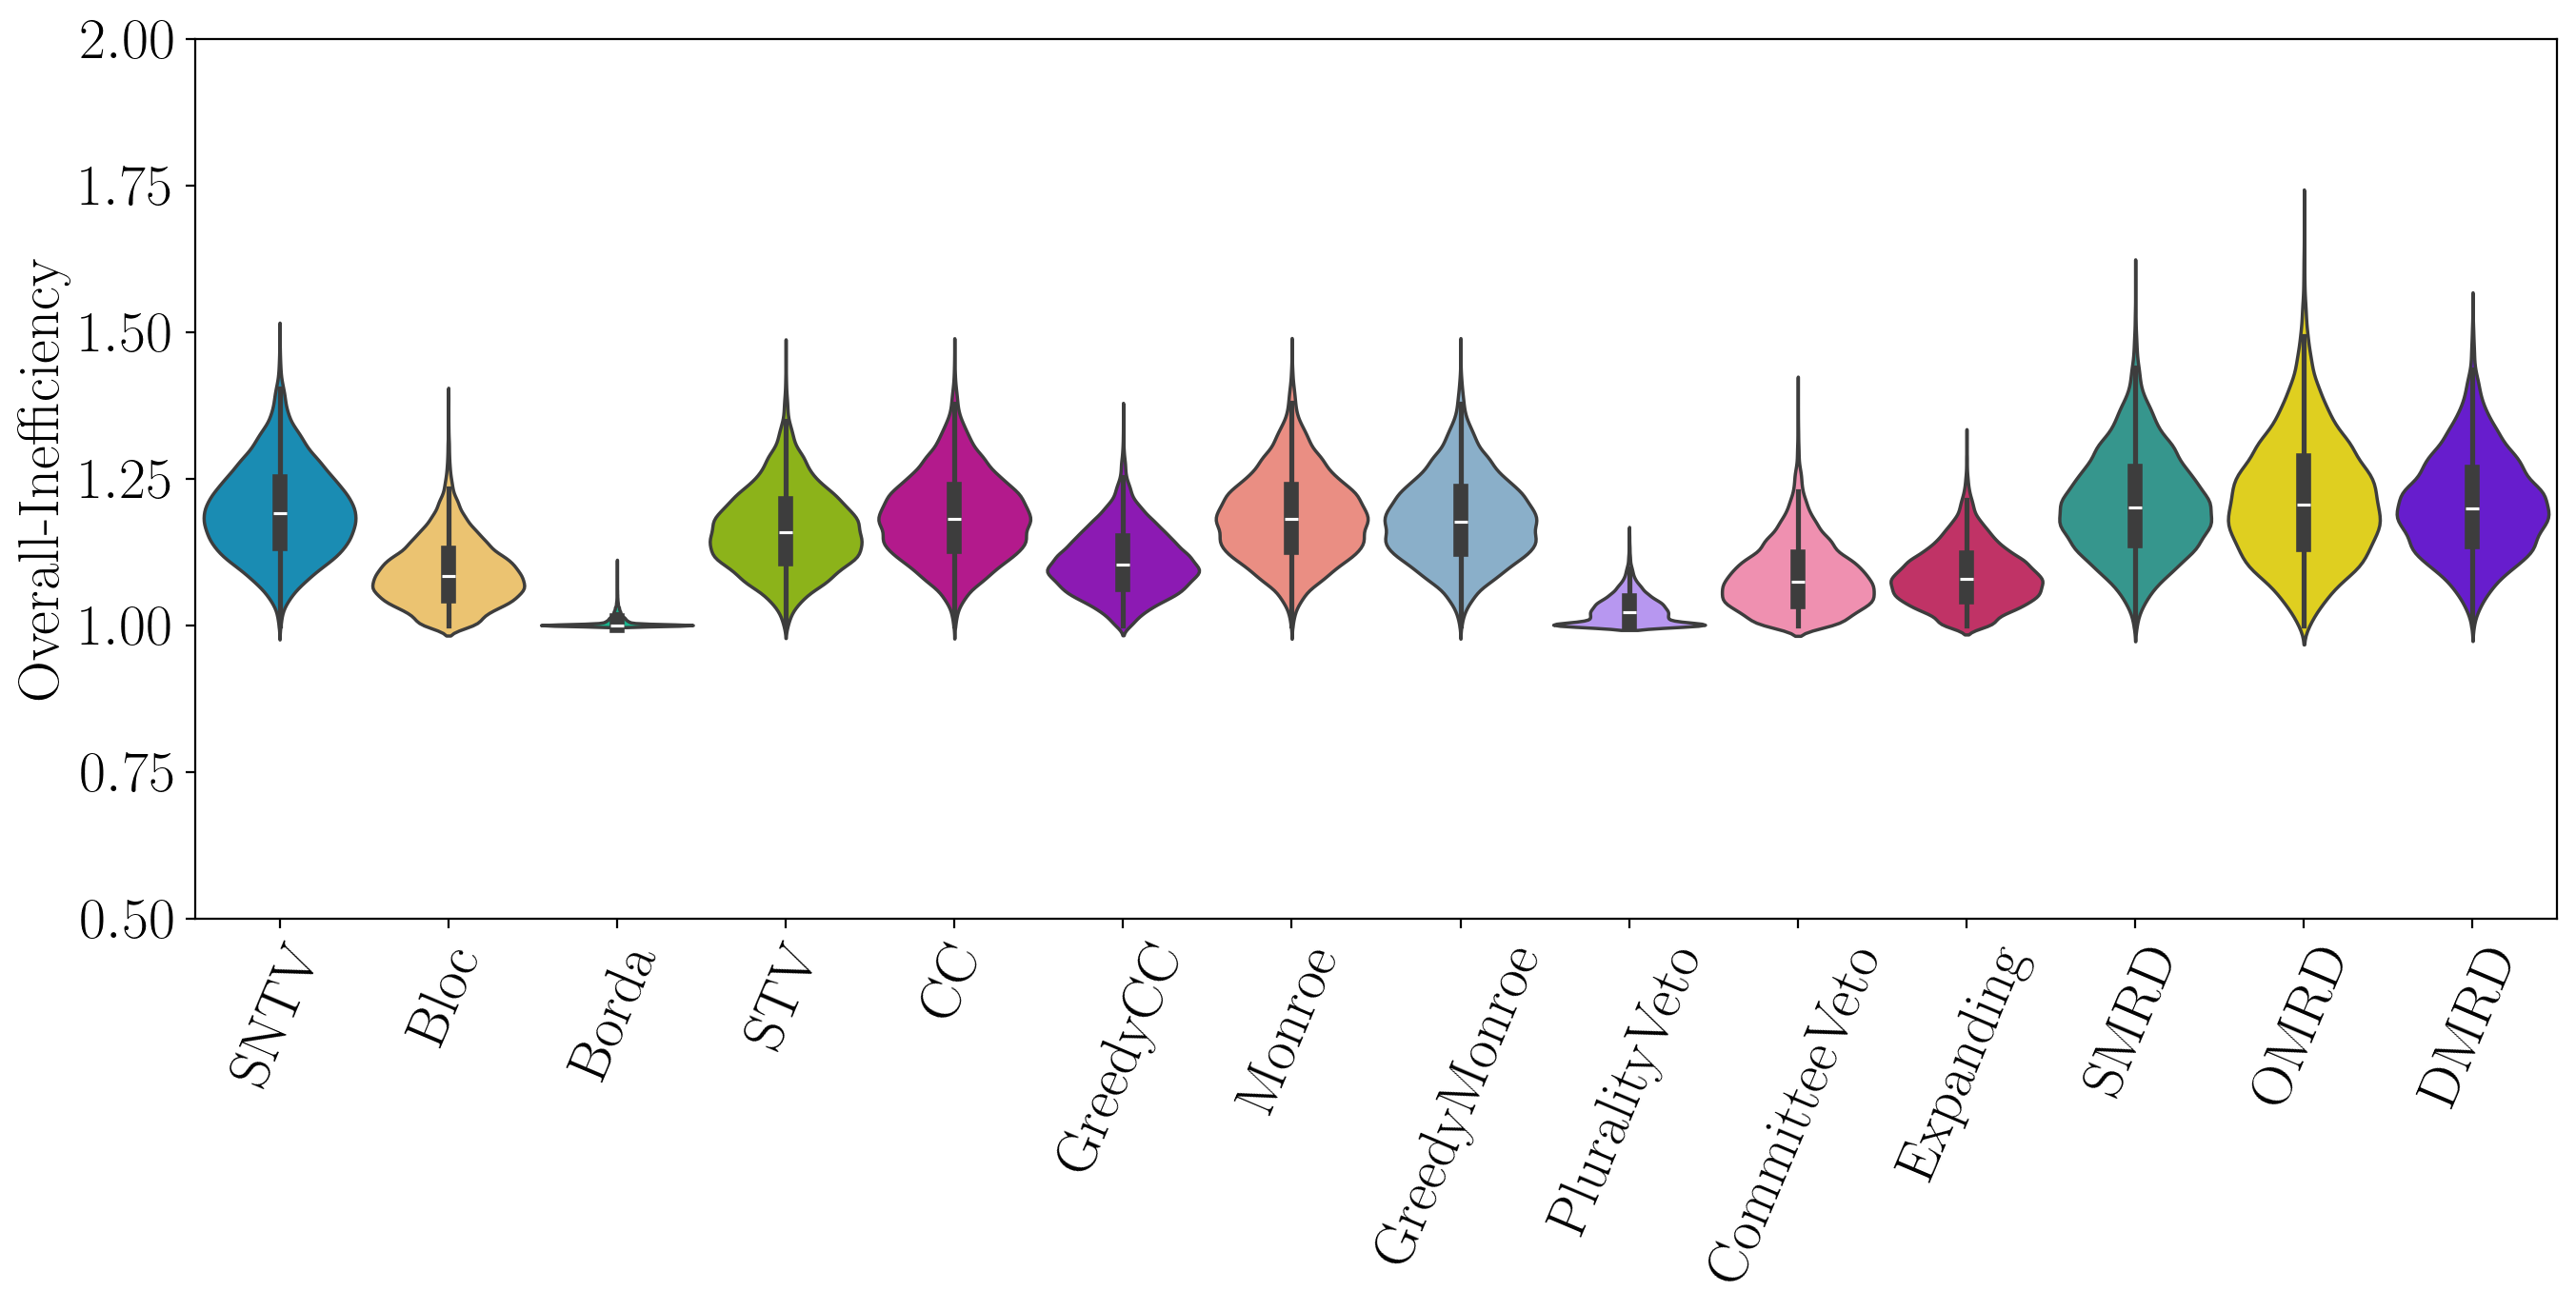 Overall-Inefficiency
2.00
1.75
1.50
1.25
1.00
0.75
0.50
SNTV
Bloc
Borda
STV
CC
GreedyCC
Monroe
GreedyMonroe
PluralityVeto
CommitteeVeto
Expanding
SMRD
OMRD
DMRD